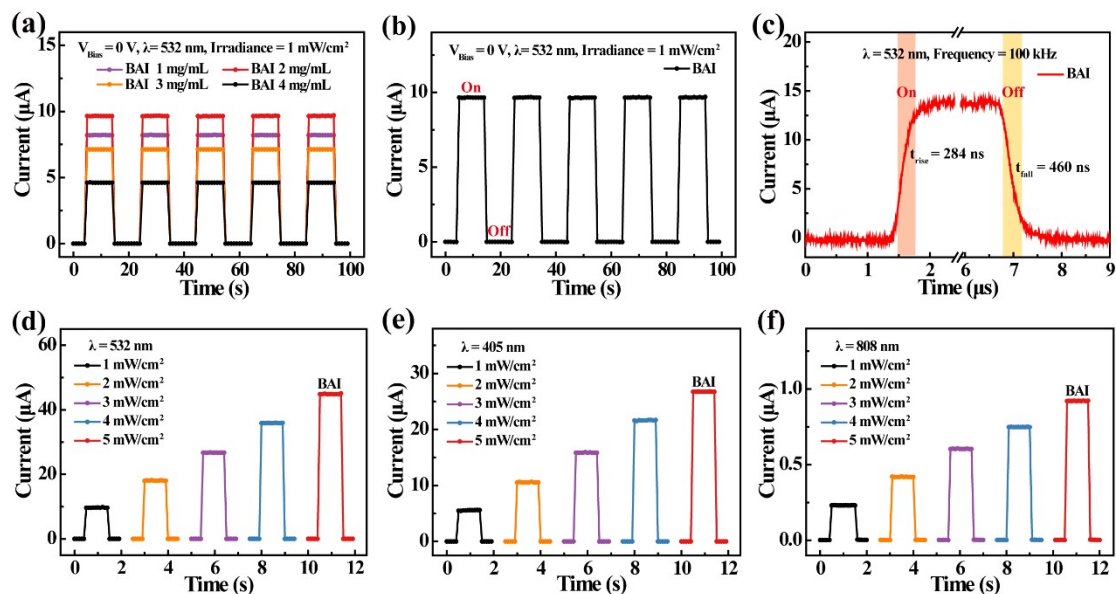 (a)
V_Bias = 0 V, λ= 532 nm, Irradiance = 1 mW/cm²
BAI 1 mg/mL BAI 2 mg/mL
BAI 3 mg/mL BAI 4 mg/mL
Current (μA)
15
10
5
0
0 20 40 60 80 100
Time (s)
(b)
V_Bias = 0 V, λ= 532 nm, Irradiance = 1 mW/cm²
BAI
On
Off
Current (μA)
14
12
10
8
6
4
2
0
0 20 40 60 80 100
Time (s)
(c)
λ = 532 nm, Frequency = 100 kHz
On
Off
BAI
t_rise = 284 ns
t_fall = 460 ns
Current (μA)
20
15
10
5
0
0 1 2 6 7 8 9
Time (μs)
(d)
λ = 532 nm
1 mW/cm²
2 mW/cm²
3 mW/cm²
4 mW/cm²
5 mW/cm²
BAI
Current (μA)
60
40
20
0
0 2 4 6 8 10 12
Time (s)
(e)
λ = 405 nm
1 mW/cm²
2 mW/cm²
3 mW/cm²
4 mW/cm²
5 mW/cm²
BAI
Current (μA)
30
20
10
0
0 2 4 6 8 10 12
Time (s)
(f)
λ = 808 nm
1 mW/cm²
2 mW/cm²
3 mW/cm²
4 mW/cm²
5 mW/cm²
BAI
Current (μA)
1.0
0.5
0.0
0 2 4 6 8 10 12
Time (s)